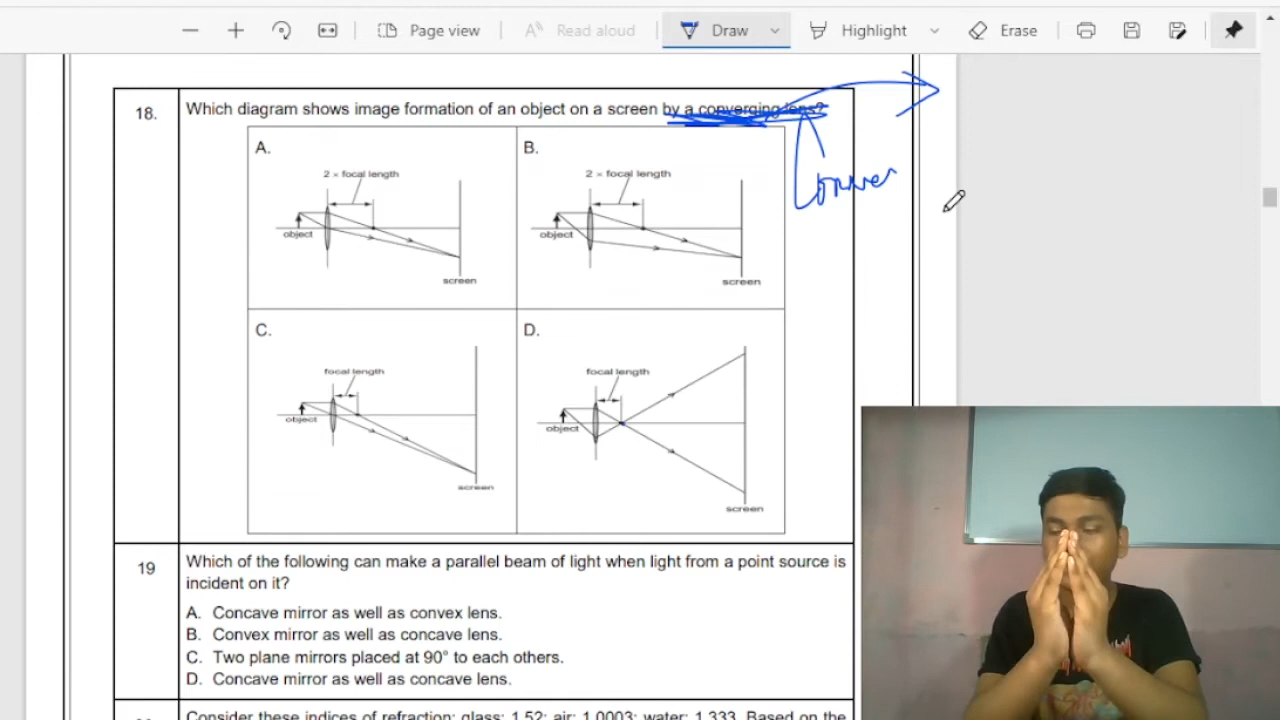 Page view
Read aloud
Draw
Highlight
Erase
18.
Which diagram shows image formation of an object on a screen by a converging lens?
A.
2 × focal length
object
screen
B.
2 × focal length
object
screen
Conver
C.
focal length
object
screen
D.
focal length
object
screen
19
Which of the following can make a parallel beam of light when light from a point source is
incident on it?
A. Concave mirror as well as convex lens.
B. Convex mirror as well as concave lens.
C. Two plane mirrors placed at 90° to each others.
D. Concave mirror as well as concave lens.
Consider these indices of refraction: glass: 1.52; air: 1.0003; water: 1.333. Based on the